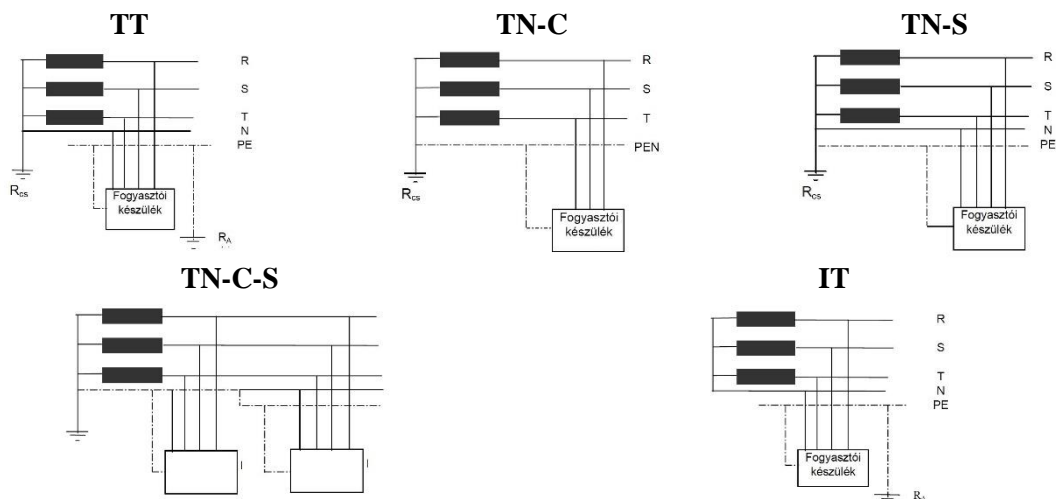 TT
R
S
T
N
PE
Rcs
Fogyasztói
készülék
RA
TN-C
R
S
T
PEN
Rcs
Fogyasztói
készülék
TN-S
R
S
T
N
PE
Rcs
Fogyasztói
készülék
TN-C-S
IT
R
S
T
N
PE
Fogyasztói
készülék
RA